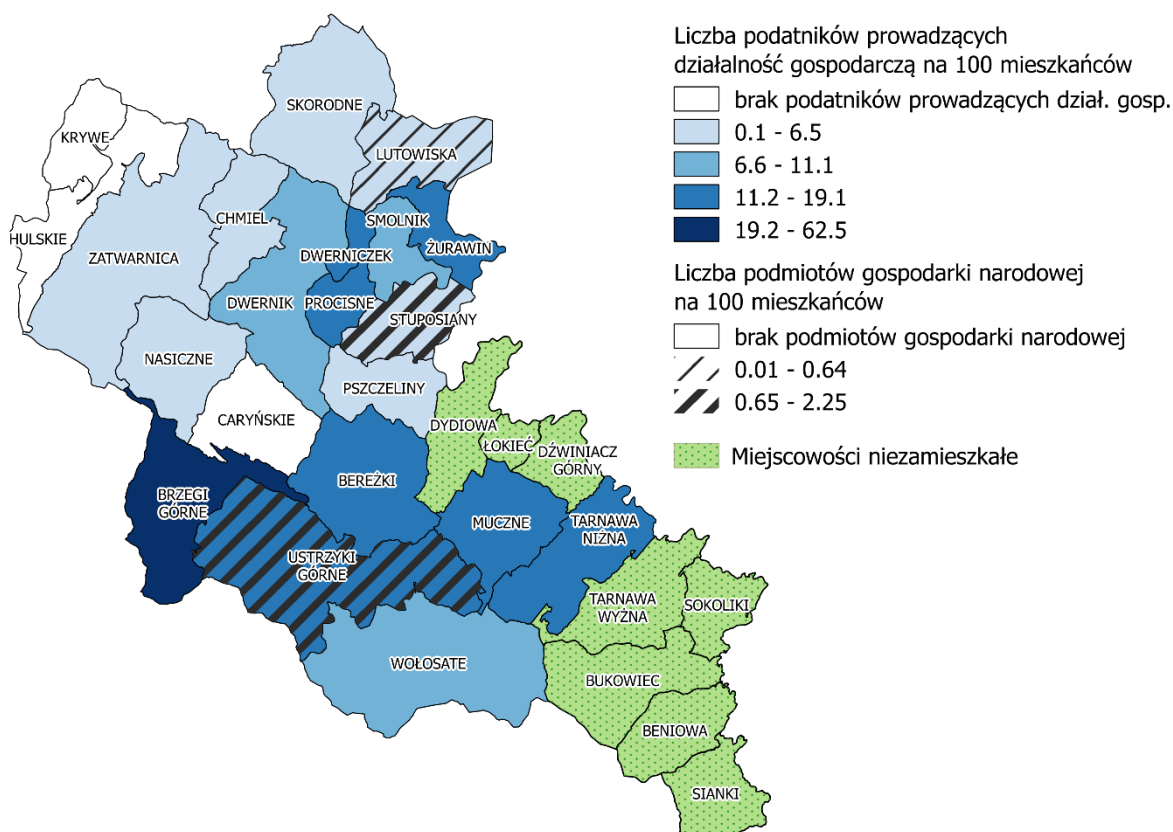 Liczba podatników prowadzących
działalność gospodarczą na 100 mieszkańców
brak podatników prowadzących dział. gosp.
0.1 - 6.5
6.6 - 11.1
11.2 - 19.1
19.2 - 62.5
Liczba podmiotów gospodarki narodowej
na 100 mieszkańców
brak podmiotów gospodarki narodowej
0.01 - 0.64
0.65 - 2.25
Miejscowości niezamieszkałe
SKORODNE
KRYWE
LUTOWISKA
CHMIEL
SMOLNIK
HULSKIE
ŻURAWIN
ZATWARNICA
DWERNICZEK
DWERNIK
PROCISNE
STUPOSIANY
NASICZNE
PSZCZELINY
CARYŃSKIE
DYDIOWA
ŁOKIEĆ
DŹWINIACZ
GÓRNY
BEREŻKI
BRZEGI
GÓRNE
MUCZNE
TARNAWA
NIŻNA
USTRZYKI
GÓRNE
TARNAWA
WYŻNA
SOKOLIKI
WOŁOSATE
BUKOWIEC
BENIOWA
SIANKI